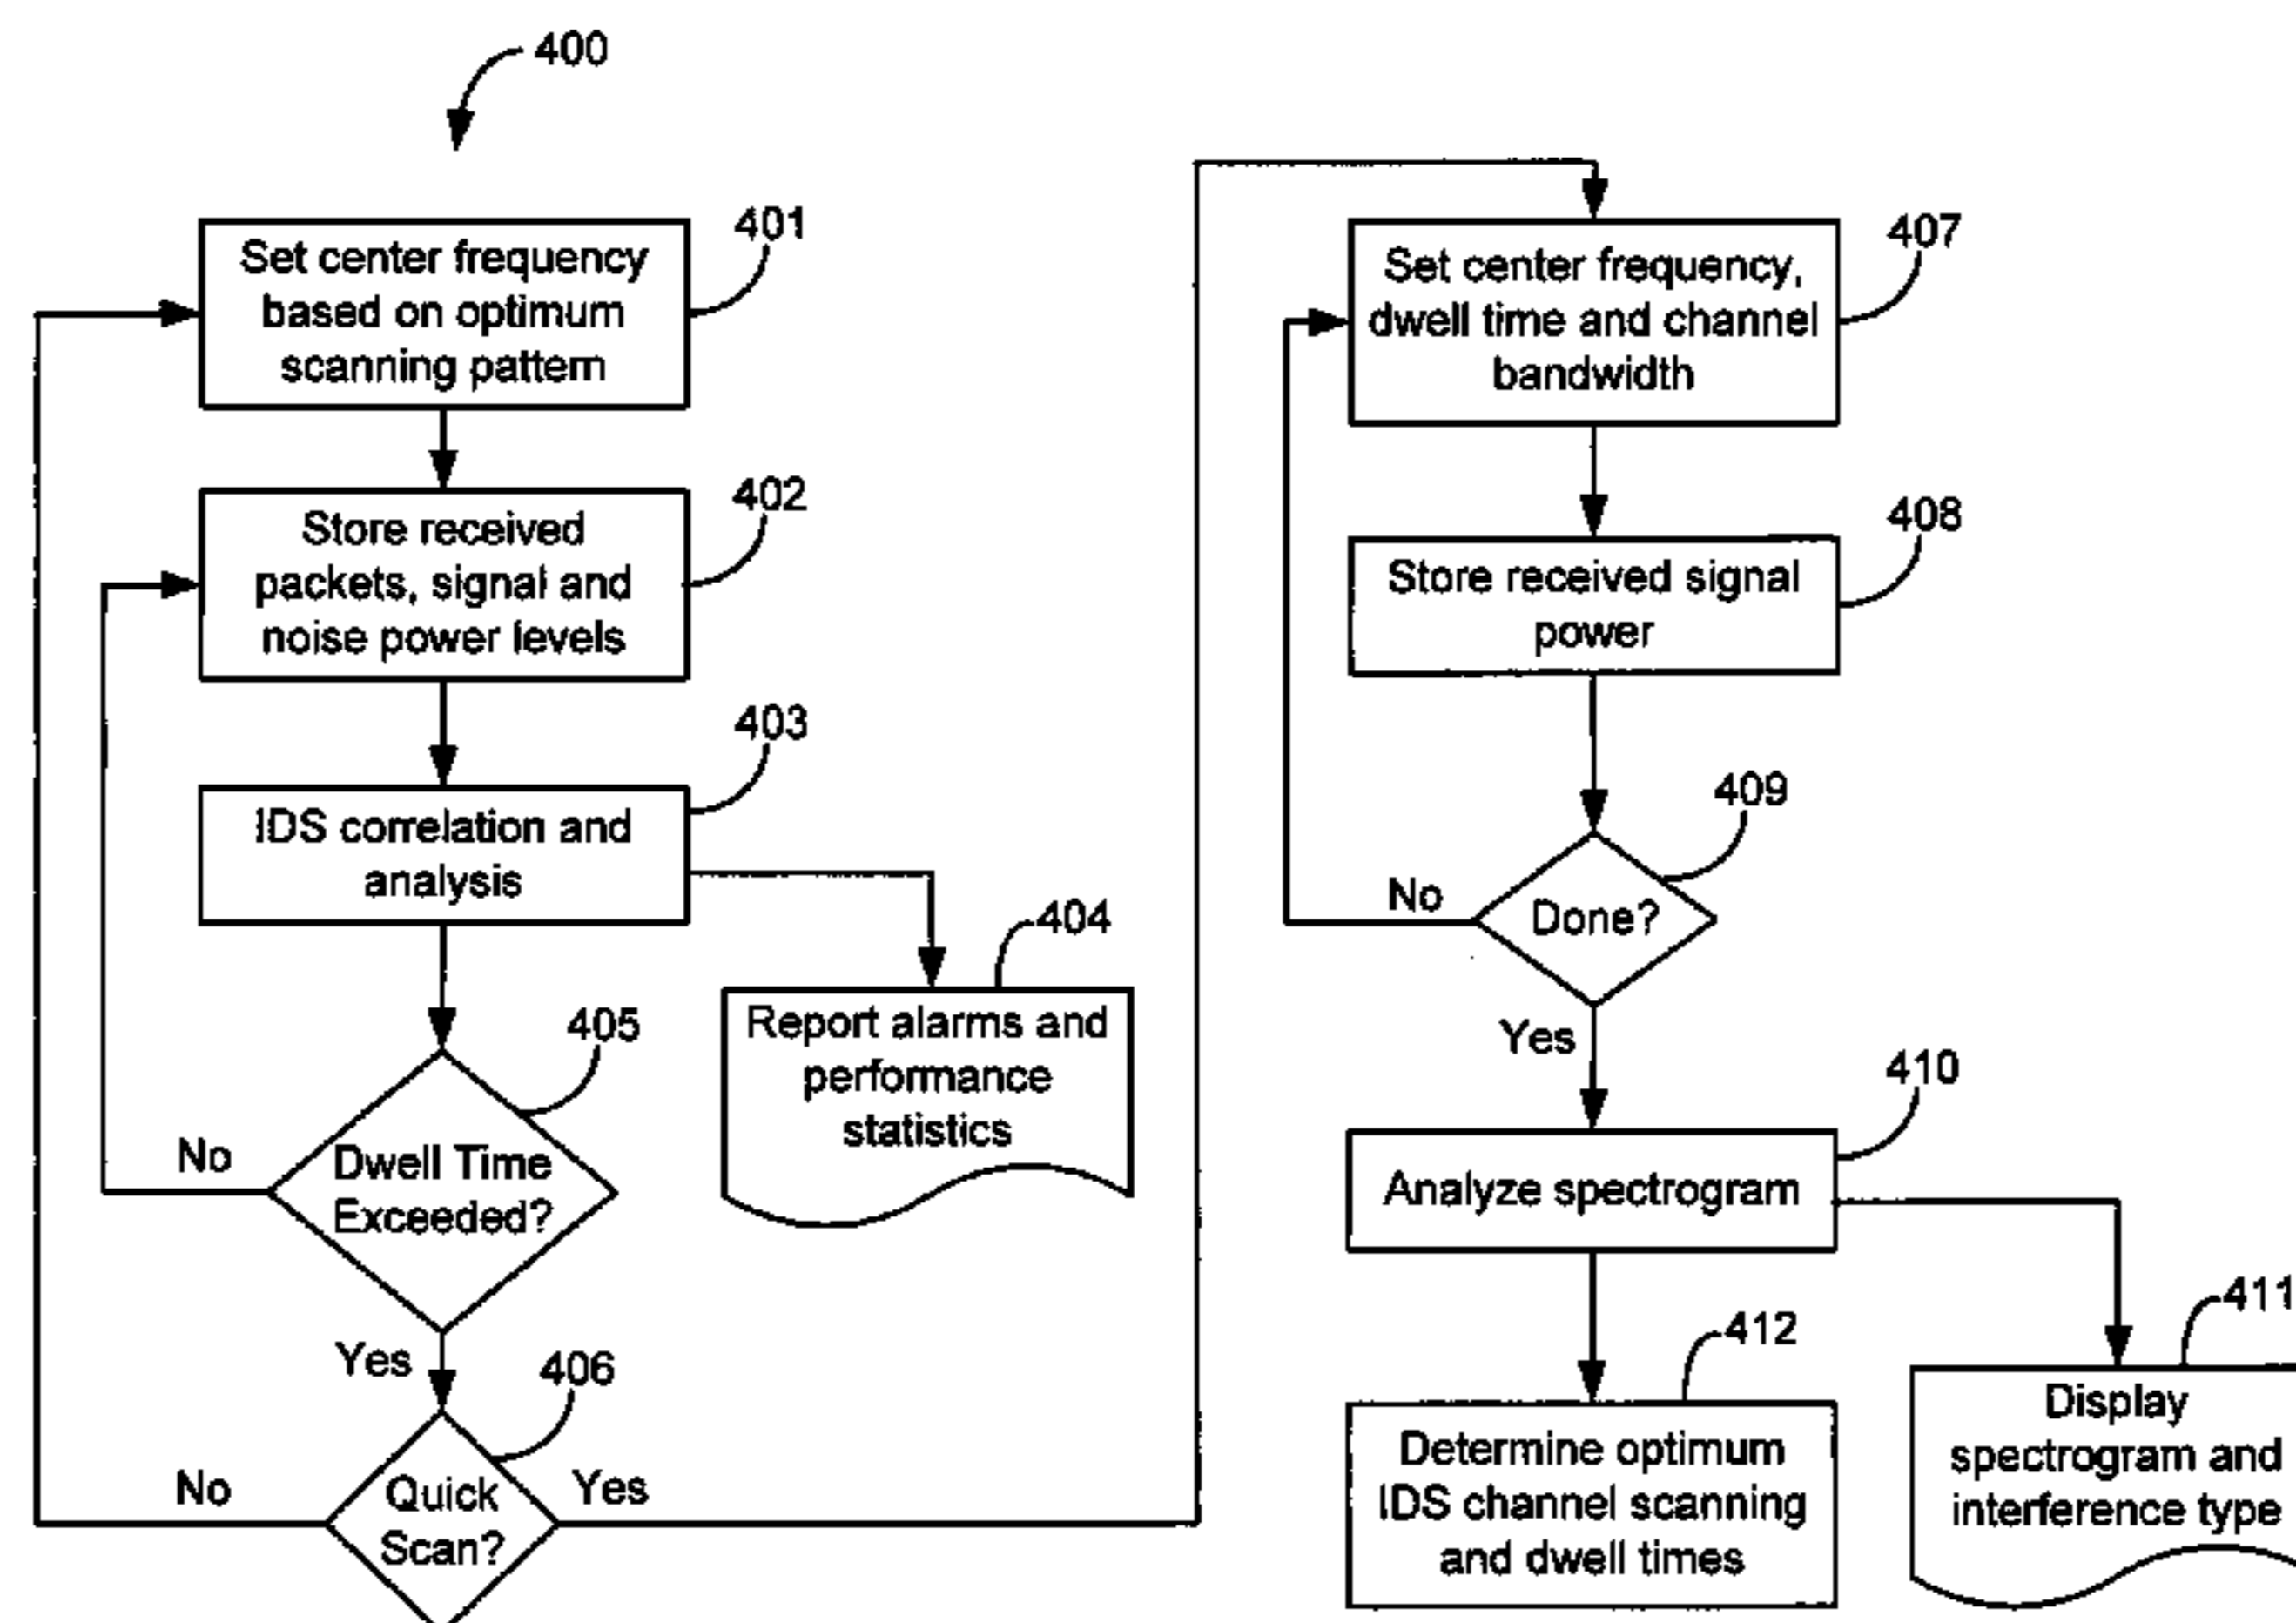 400
401
Set center frequency
based on optimum
scanning pattern
402
Store received
packets, signal and
noise power levels
403
IDS correlation and
analysis
404
Report alarms and
performance
statistics
405
Dwell Time
Exceeded?
No
Yes
406
Quick
Scan?
No
Yes
407
Set center frequency,
dwell time and channel
bandwidth
408
Store received signal
power
409
Done?
No
Yes
410
Analyze spectrogram
411
Display
spectrogram and
interference type
412
Determine optimum
IDS channel scanning
and dwell times